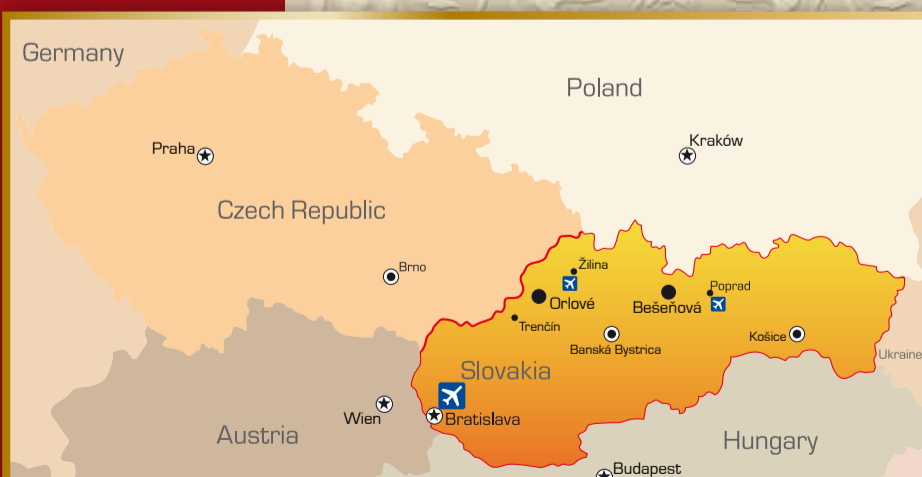 Germany
Poland
Praha
Kraków
Czech Republic
Brno
Žilina
Orlové
Bešeňová
Poprad
Trenčín
Banská Bystrica
Košice
Ukraine
Slovakia
Wien
Bratislava
Austria
Hungary
Budapest